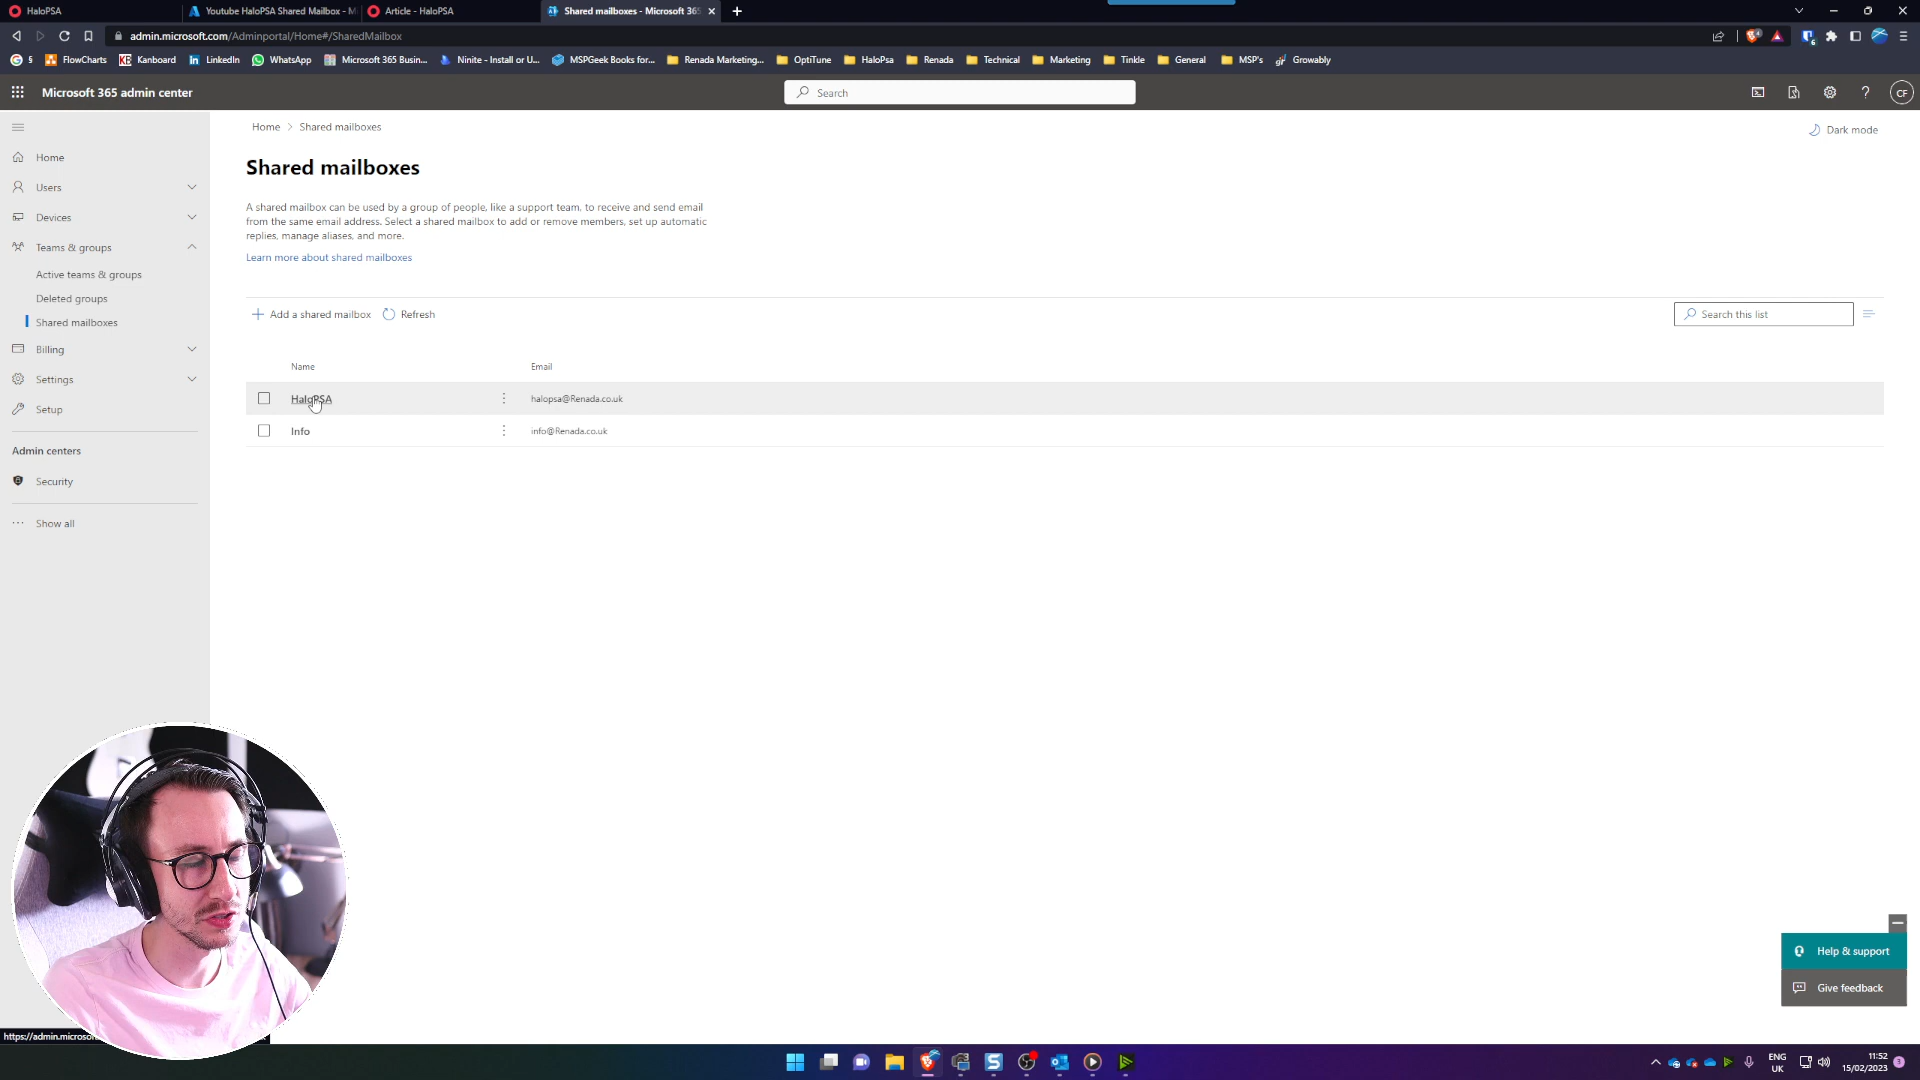 HaloPSA
Youtube HaloPSA Shared Mailbox - M
Article - HaloPSA
Shared mailboxes - Microsoft 365
admin.microsoft.com/Adminportal/Home#/SharedMailbox
§
FlowCharts
Kanboard
LinkedIn
WhatsApp
Microsoft 365 Busin...
Ninite - Install or U...
MSPGeek Books for...
Renada Marketing...
OptiTune
HaloPsa
Renada
Technical
Marketing
Tinkle
General
MSP's
Growably
Microsoft 365 admin center
Search
CF
Home
Shared mailboxes
Dark mode
Home
Users
Devices
Teams & groups
Active teams & groups
Deleted groups
Shared mailboxes
Billing
Settings
Setup
Admin centers
Security
Show all
Shared mailboxes
A shared mailbox can be used by a group of people, like a support team, to receive and send email
from the same email address. Select a shared mailbox to add or remove members, set up automatic
replies, manage aliases, and more.
Learn more about shared mailboxes
Add a shared mailbox
Refresh
Search this list
Name
Email
HaloPSA
halopsa@Renada.co.uk
Info
info@Renada.co.uk
Help & support
Give feedback
https://admin.microsof
ENG
UK
11:52
15/02/2023